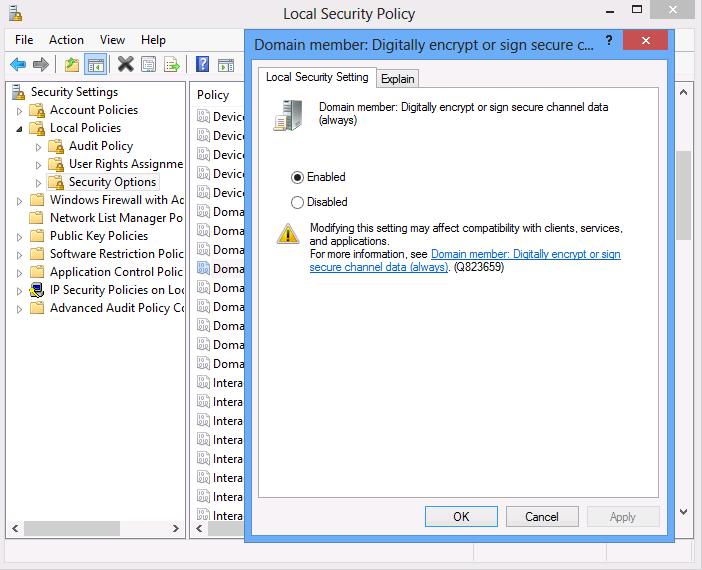 Local Security Policy
File Action View Help
Security Settings
Account Policies
Local Policies
Audit Policy
User Rights Assignme
Security Options
Windows Firewall with Ad
Network List Manager Po
Public Key Policies
Software Restriction Polic
Application Control Polic
IP Security Policies on Loc
Advanced Audit Policy Co
Policy
Device
Device
Device
Device
Device
Doma
Doma
Doma
Doma
Doma
Doma
Doma
Doma
Doma
Intera
Intera
Intera
Intera
Intera
Intera
Intera
Intera
Domain member: Digitally encrypt or sign secure c...
?
Local Security Setting Explain
Domain member: Digitally encrypt or sign secure channel data
(always)
Enabled
Disabled
Modifying this setting may affect compatibility with clients, services,
and applications.
For more information, see Domain member: Digitally encrypt or sign
secure channel data (always). (Q823659)
OK Cancel Apply